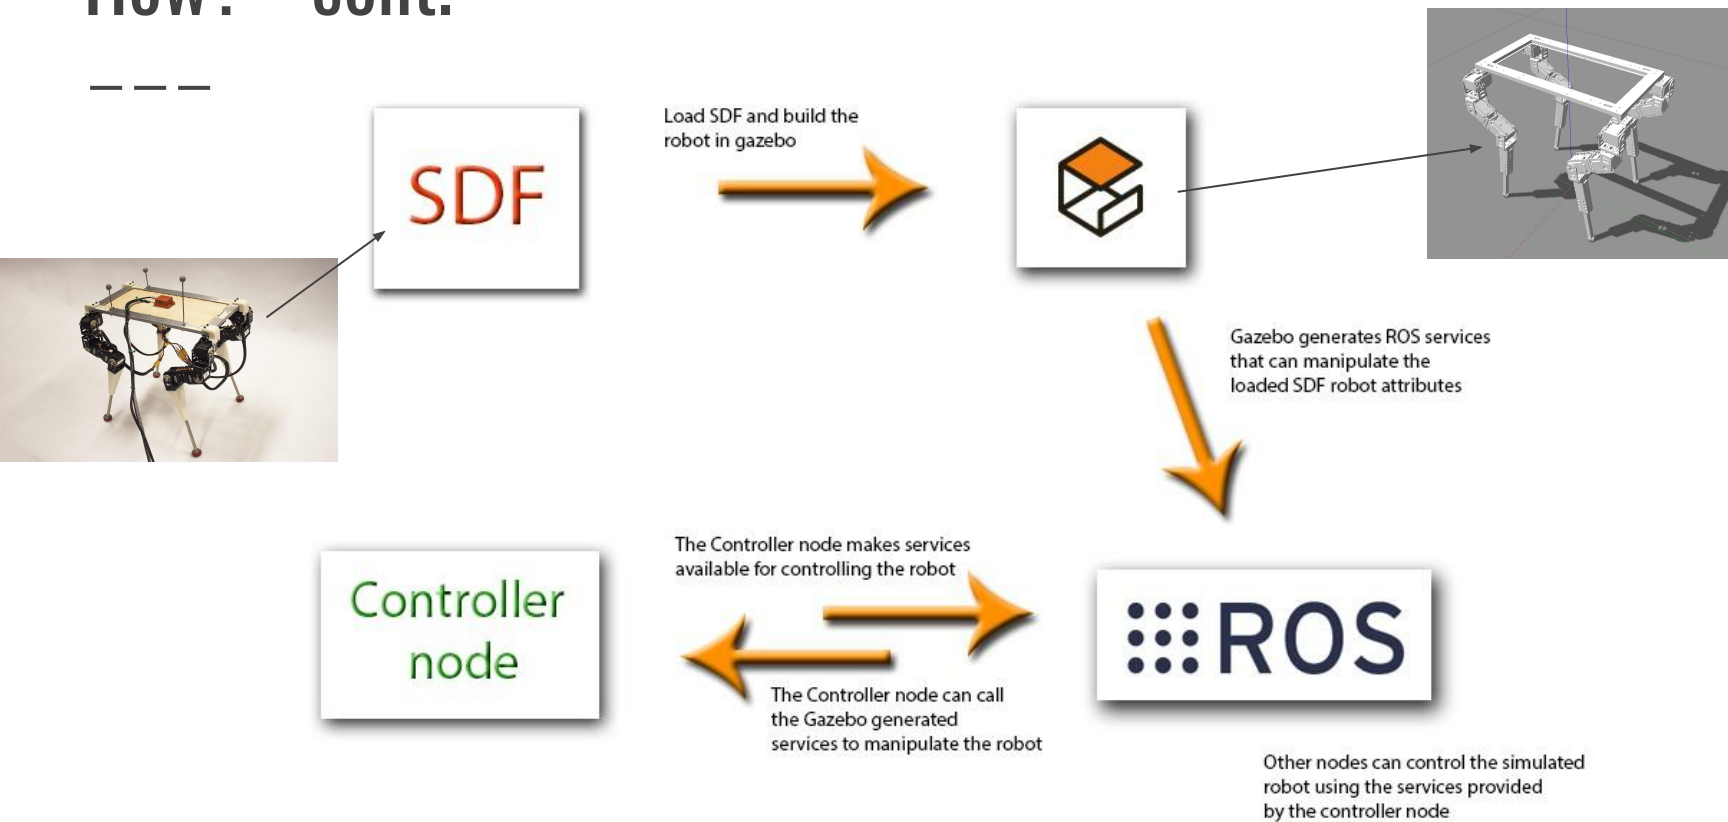 How? Cont.
Load SDF and build the
robot in gazebo
SDF
Gazebo generates ROS services
that can manipulate the
loaded SDF robot attributes
The Controller node makes services
available for controlling the robot
Controller
node
ROS
The Controller node can call
the Gazebo generated
services to manipulate the robot
Other nodes can control the simulated
robot using the services provided
by the controller node